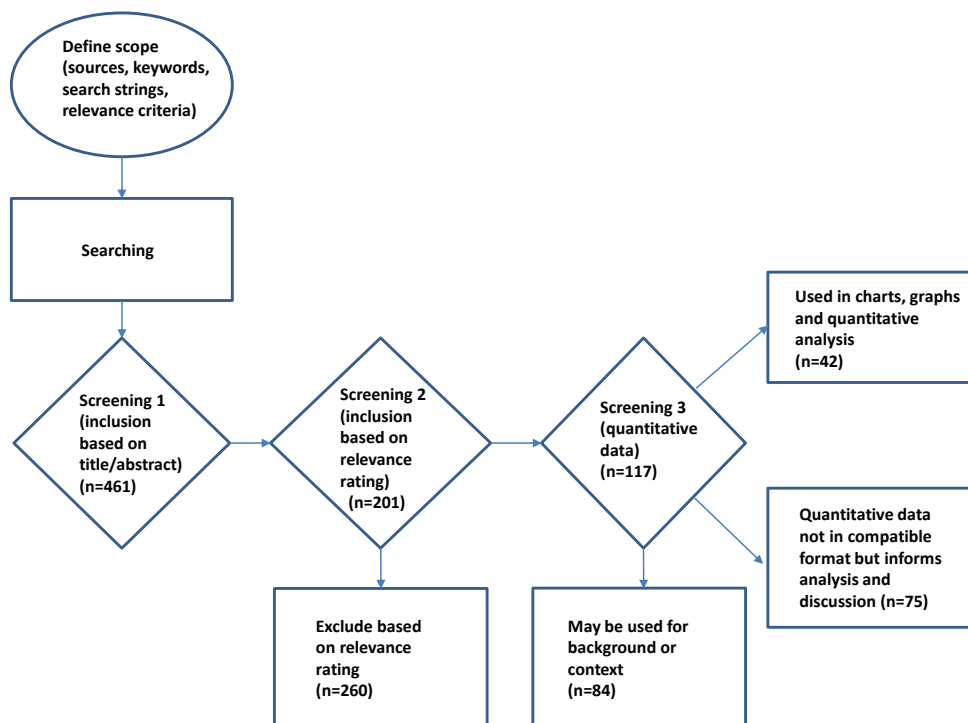 Define scope
(sources, keywords,
search strings,
relevance criteria)
Searching
Screening 1
(inclusion
based on
title/abstract)
(n=461)
Screening 2
(inclusion
based on
relevance
rating)
(n=201)
Screening 3
(quantitative
data)
(n=117)
Used in charts, graphs
and quantitative
analysis
(n=42)
Quantitative data
not in compatible
format but informs
analysis and
discussion (n=75)
Exclude based
on relevance
rating
(n=260)
May be used for
background or
context
(n=84)